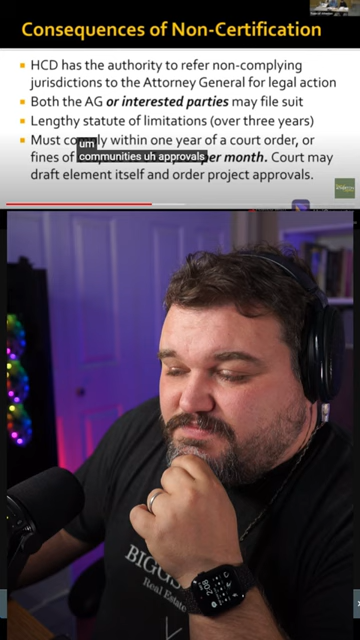 Consequences of Non-Certification
HCD has the authority to refer non-complying
jurisdictions to the Attorney General for legal action
Both the AG or interested parties may file suit
Lengthy statute of limitations (over three years)
Must comply within one year of a court order, or
um
communities uh approvals
fines of per month. Court may
draft element itself and order project approvals.
BIGGS
Real Estate